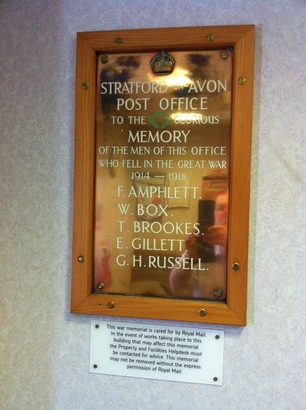 STRATFORD ON AVON
POST OFFICE
TO THE GLORIOUS
MEMORY
OF THE MEN OF THIS OFFICE
WHO FELL IN THE GREAT WAR
1914 — 1918.
F. AMPHLETT.
W. BOX.
T. BROOKES.
E. GILLETT.
G. H. RUSSELL.
This war memorial is cared for by Royal Mail.
In the event of works taking place to this
building that may affect this memorial
the Property and Facilities Helpdesk must
be contacted for advice. This memorial
may not be removed without the express
permission of Royal Mail.